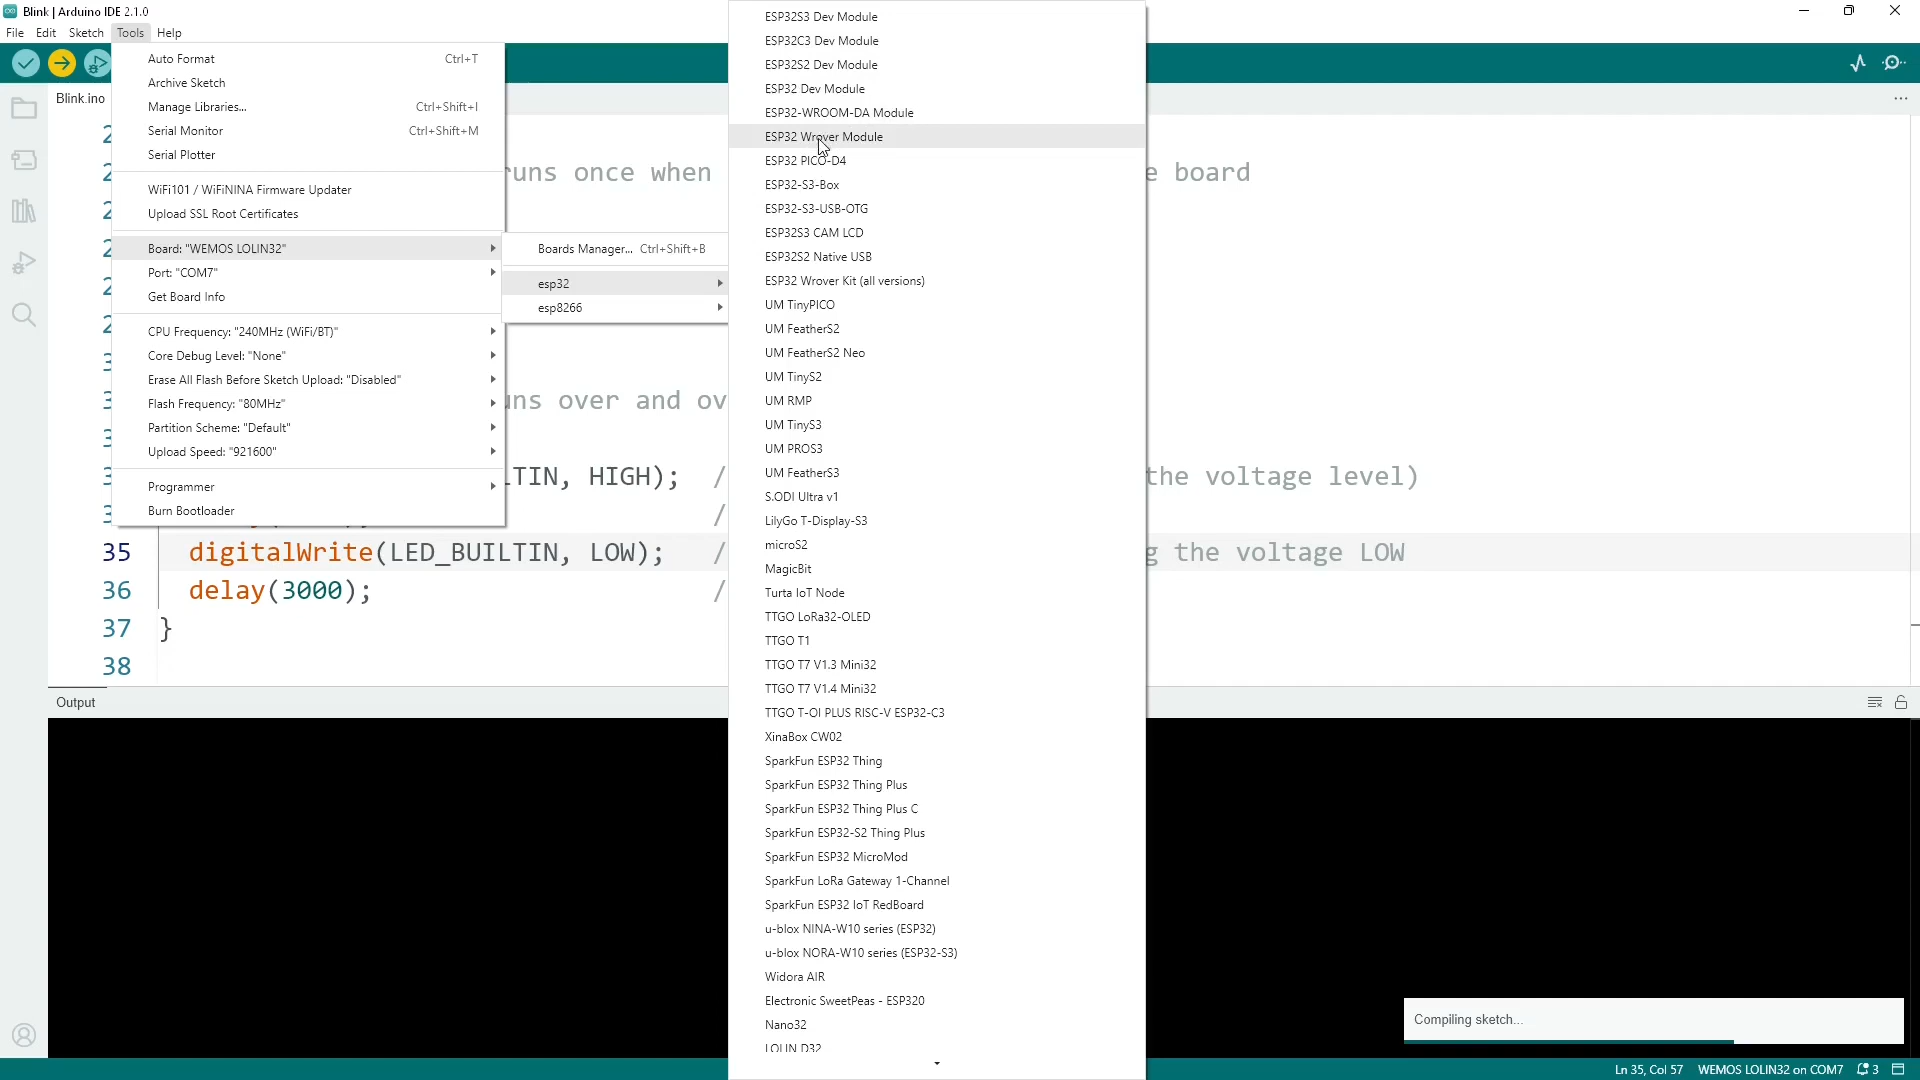 Blink | Arduino IDE 2.1.0
File Edit Sketch Tools Help
Auto Format Ctrl+T
Archive Sketch
Manage Libraries... Ctrl+Shift+I
Serial Monitor Ctrl+Shift+M
Serial Plotter
WiFi101 / WiFiNINA Firmware Updater
Upload SSL Root Certificates
Board: "WEMOS LOLIN32"
Port: "COM7"
Get Board Info
CPU Frequency: "240MHz (WiFi/BT)"
Core Debug Level: "None"
Erase All Flash Before Sketch Upload: "Disabled"
Flash Frequency: "80MHz"
Partition Scheme: "Default"
Upload Speed: "921600"
Programmer
Burn Bootloader
Boards Manager... Ctrl+Shift+B
esp32
esp8266
ESP32S3 Dev Module
ESP32C3 Dev Module
ESP32S2 Dev Module
ESP32 Dev Module
ESP32-WROOM-DA Module
ESP32 Wrover Module
ESP32 PICO-D4
ESP32-S3-Box
ESP32-S3-USB-OTG
ESP32S3 CAM LCD
ESP32S2 Native USB
ESP32 Wrover Kit (all versions)
UM TinyPICO
UM FeatherS2
UM FeatherS2 Neo
UM TinyS2
UM RMP
UM TinyS3
UM PROS3
UM FeatherS3
S.ODI Ultra v1
LilyGo T-Display-S3
microS2
MagicBit
Turta IoT Node
TTGO LoRa32-OLED
TTGO T1
TTGO T7 V1.3 Mini32
TTGO T7 V1.4 Mini32
TTGO T-OI PLUS RISC-V ESP32-C3
XinaBox CW02
SparkFun ESP32 Thing
SparkFun ESP32 Thing Plus
SparkFun ESP32 Thing Plus C
SparkFun ESP32-S2 Thing Plus
SparkFun ESP32 MicroMod
SparkFun LoRa Gateway 1-Channel
SparkFun ESP32 IoT RedBoard
u-blox NINA-W10 series (ESP32)
u-blox NORA-W10 series (ESP32-S3)
Widora AIR
Electronic SweetPeas - ESP320
Nano32
LOLIN D32
Blink.ino
once when board
over and
TIN, HIGH); / the voltage level)
35 digitalWrite(LED_BUILTIN, LOW); / the voltage LOW
36 delay(3000); /
37 }
38
Output
Compiling sketch...
Ln 35, Col 57 WEMOS LOLIN32 on COM7 3